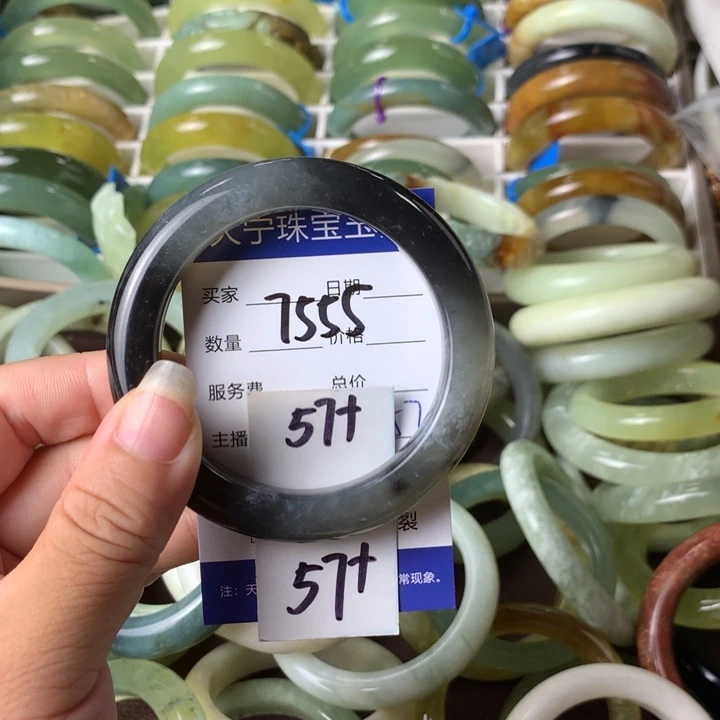 宁珠宝
买家 日期
7555
数量 价格
服务费 总价
57+
主播
裂
57+
注：天 常现象。